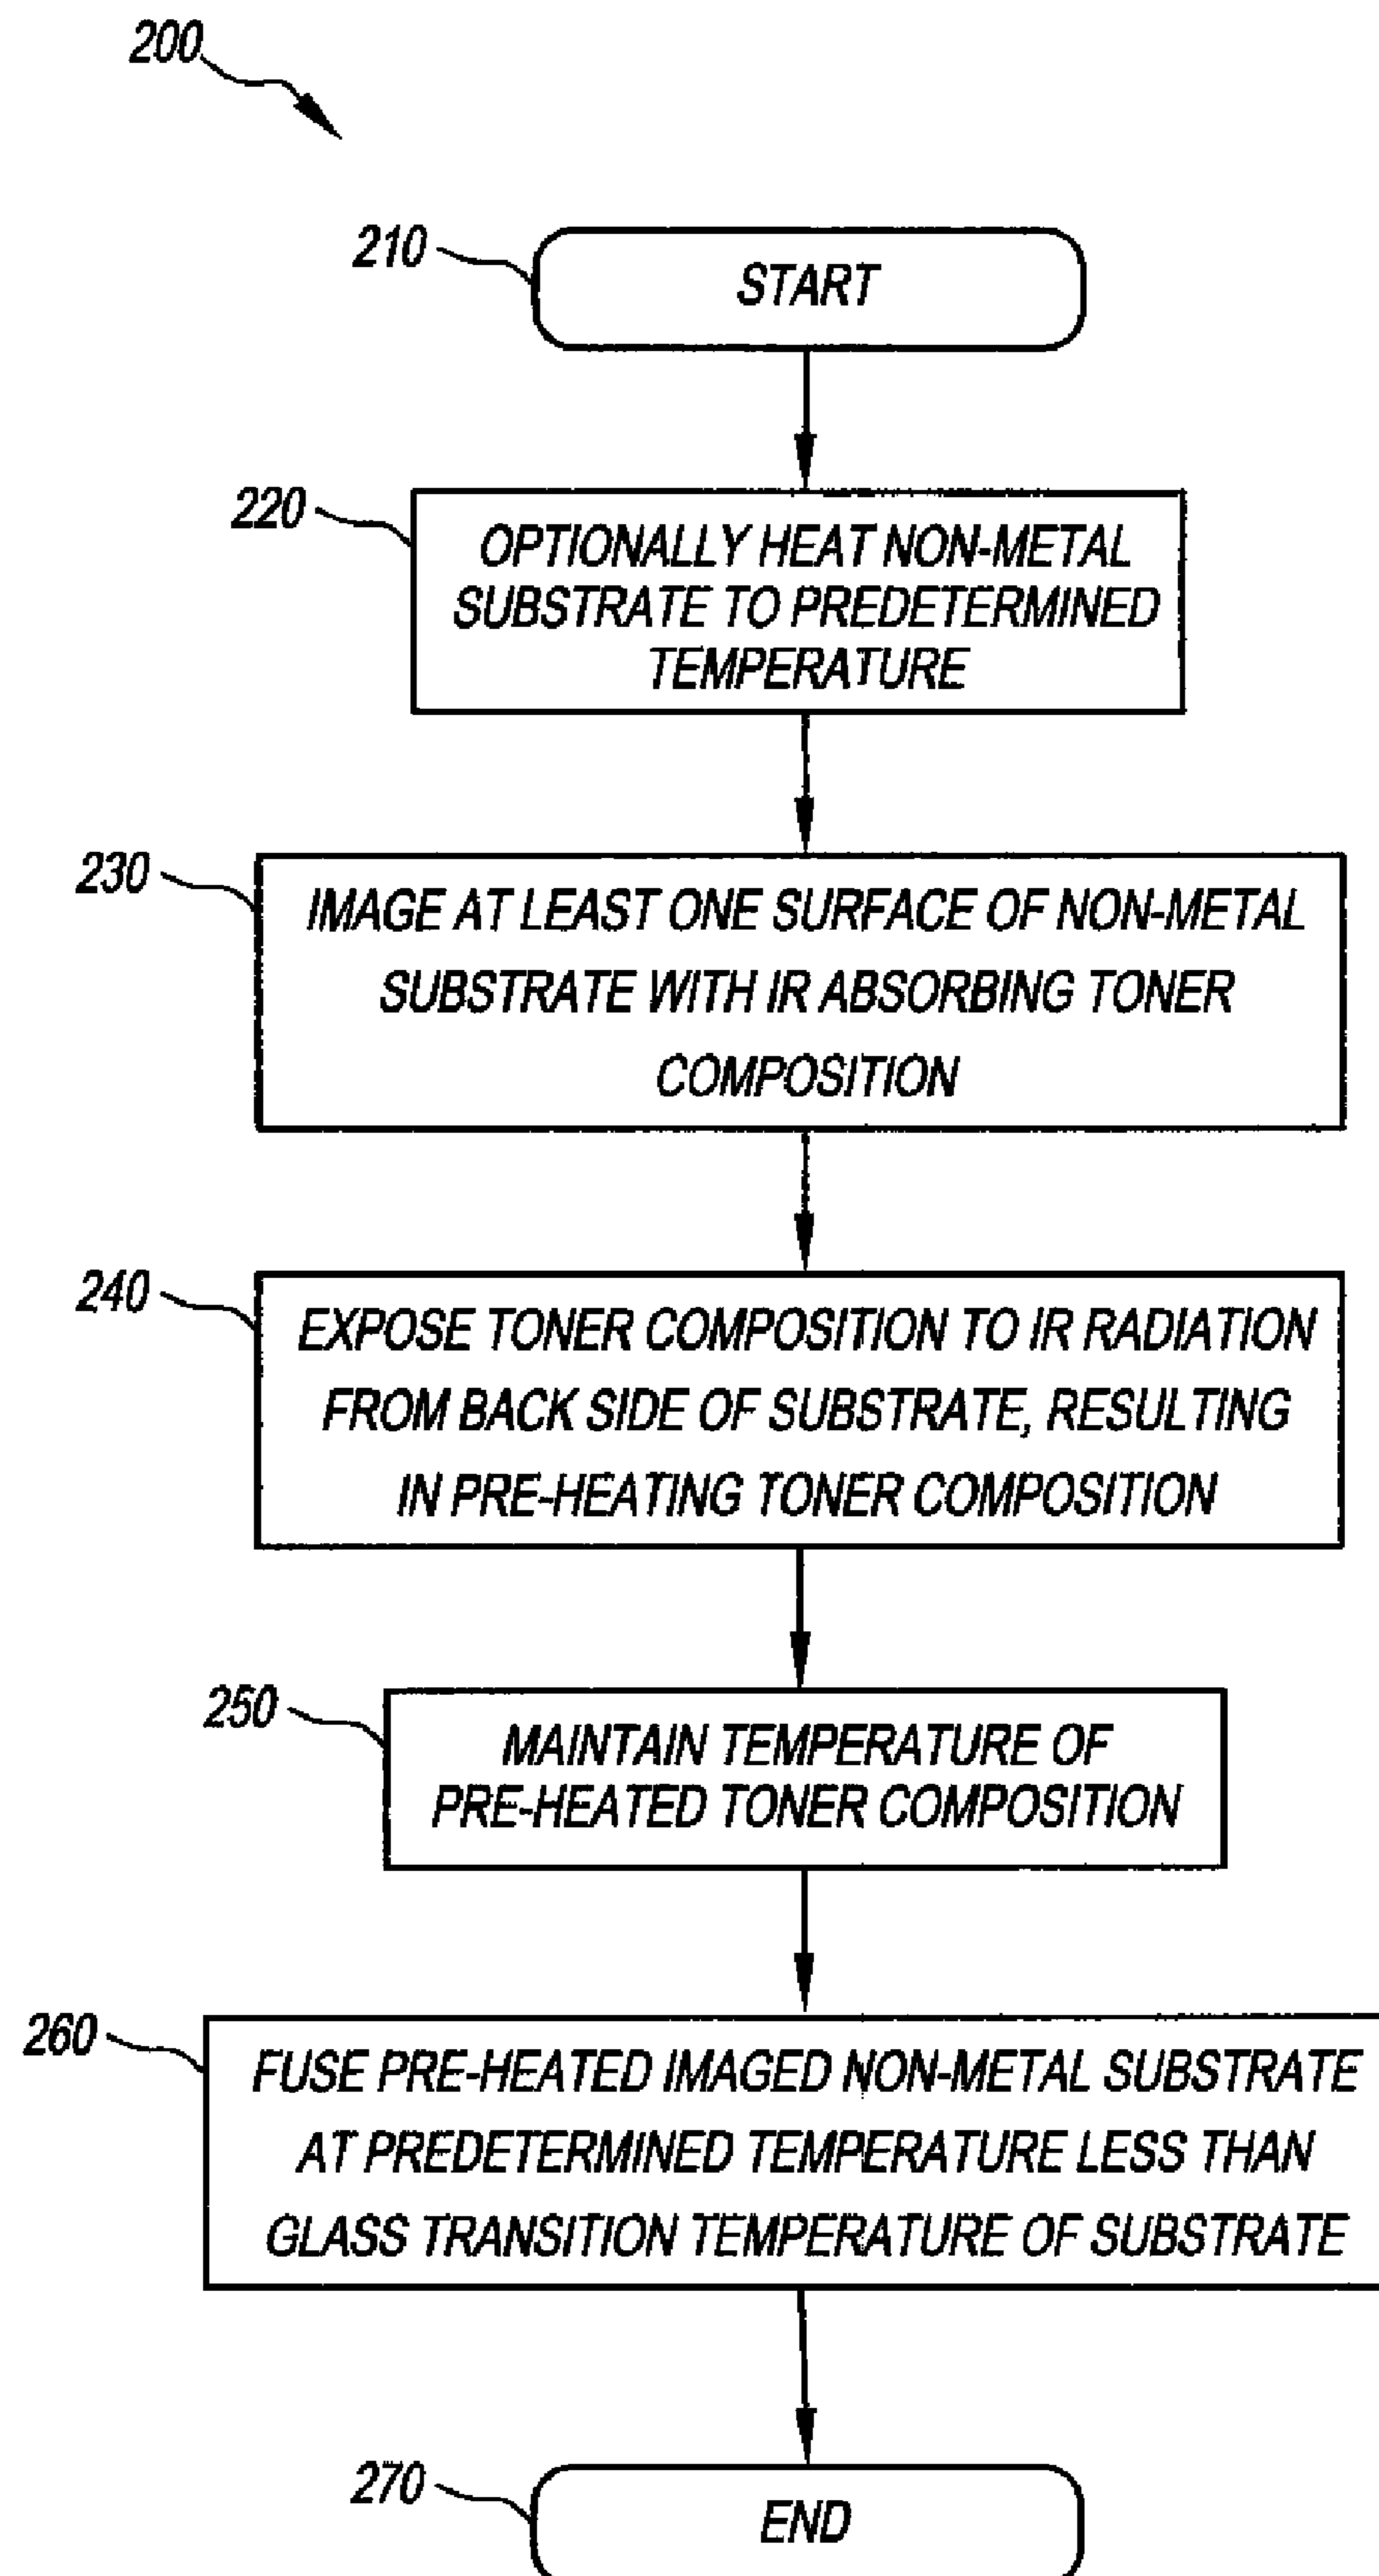 200
210
START
220
OPTIONALLY HEAT NON-METAL
SUBSTRATE TO PREDETERMINED
TEMPERATURE
230
IMAGE AT LEAST ONE SURFACE OF NON-METAL
SUBSTRATE WITH IR ABSORBING TONER
COMPOSITION
240
EXPOSE TONER COMPOSITION TO IR RADIATION
FROM BACK SIDE OF SUBSTRATE, RESULTING
IN PRE-HEATING TONER COMPOSITION
250
MAINTAIN TEMPERATURE OF
PRE-HEATED TONER COMPOSITION
260
FUSE PRE-HEATED IMAGED NON-METAL SUBSTRATE
AT PREDETERMINED TEMPERATURE LESS THAN
GLASS TRANSITION TEMPERATURE OF SUBSTRATE
270
END